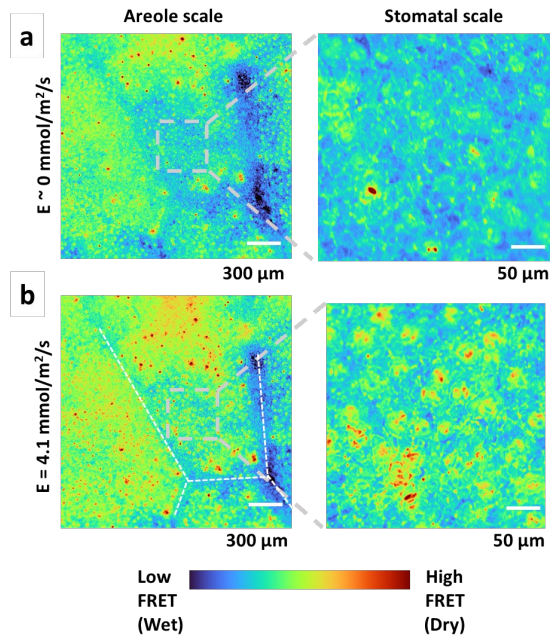 Areole scale
Stomatal scale
a
E ~ 0 mmol/m²/s
300 µm
50 µm
b
E = 4.1 mmol/m²/s
300 µm
50 µm
Low
FRET
(Wet)
High
FRET
(Dry)